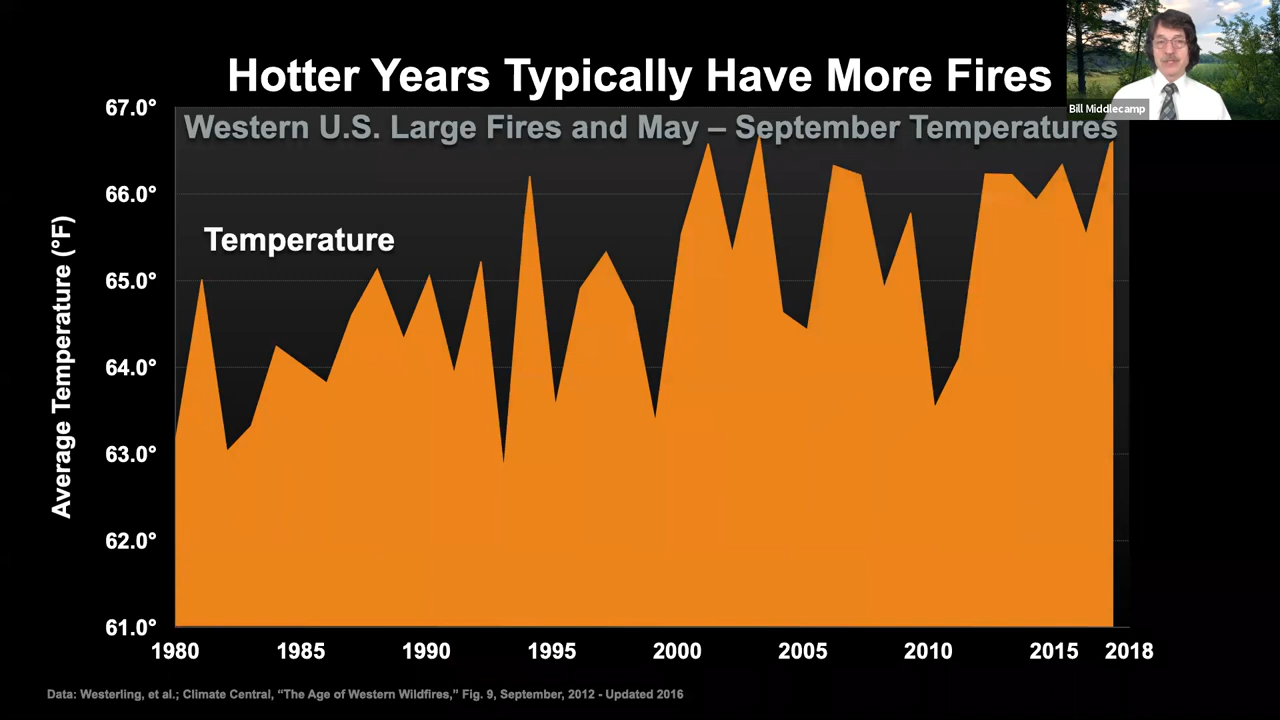 Hotter Years Typically Have More Fires
Bill Middlecamp
Western U.S. Large Fires and May – September Temperatures
Temperature
Average Temperature (°F)
67.0°
66.0°
65.0°
64.0°
63.0°
62.0°
61.0°
1980 1985 1990 1995 2000 2005 2010 2015 2018
Data: Westerling, et al.; Climate Central, “The Age of Western Wildfires,” Fig. 9, September, 2012 - Updated 2016